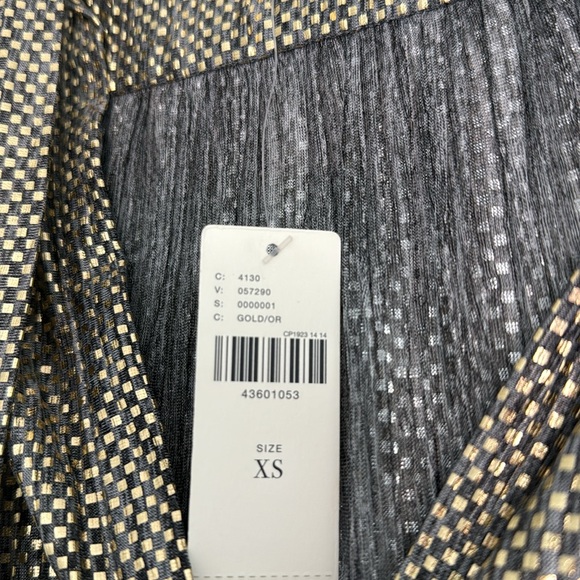 C: 4130
V: 057290
S: 0000001
C: GOLD/OR
CP1923 14 14
43601053
SIZE
XS